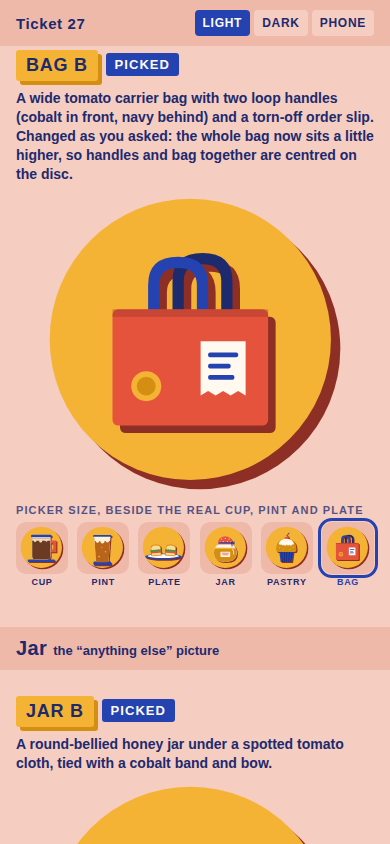 Ticket 27
LIGHT DARK PHONE
BAG B PICKED
A wide tomato carrier bag with two loop handles
(cobalt in front, navy behind) and a torn-off order slip.
Changed as you asked: the whole bag now sits a little
higher, so handles and bag together are centred on
the disc.
PICKER SIZE, BESIDE THE REAL CUP, PINT AND PLATE
CUP PINT PLATE JAR PASTRY BAG
Jar the “anything else” picture
JAR B PICKED
A round-bellied honey jar under a spotted tomato
cloth, tied with a cobalt band and bow.